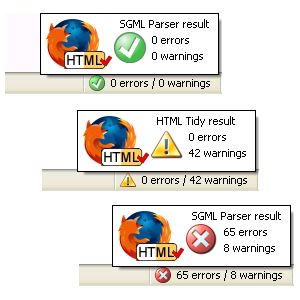 SGML Parser result
0 errors
0 warnings
HTML
0 errors / 0 warnings
HTML Tidy result
0 errors
42 warnings
HTML
0 errors / 42 warnings
SGML Parser result
65 errors
8 warnings
HTML
65 errors / 8 warnings